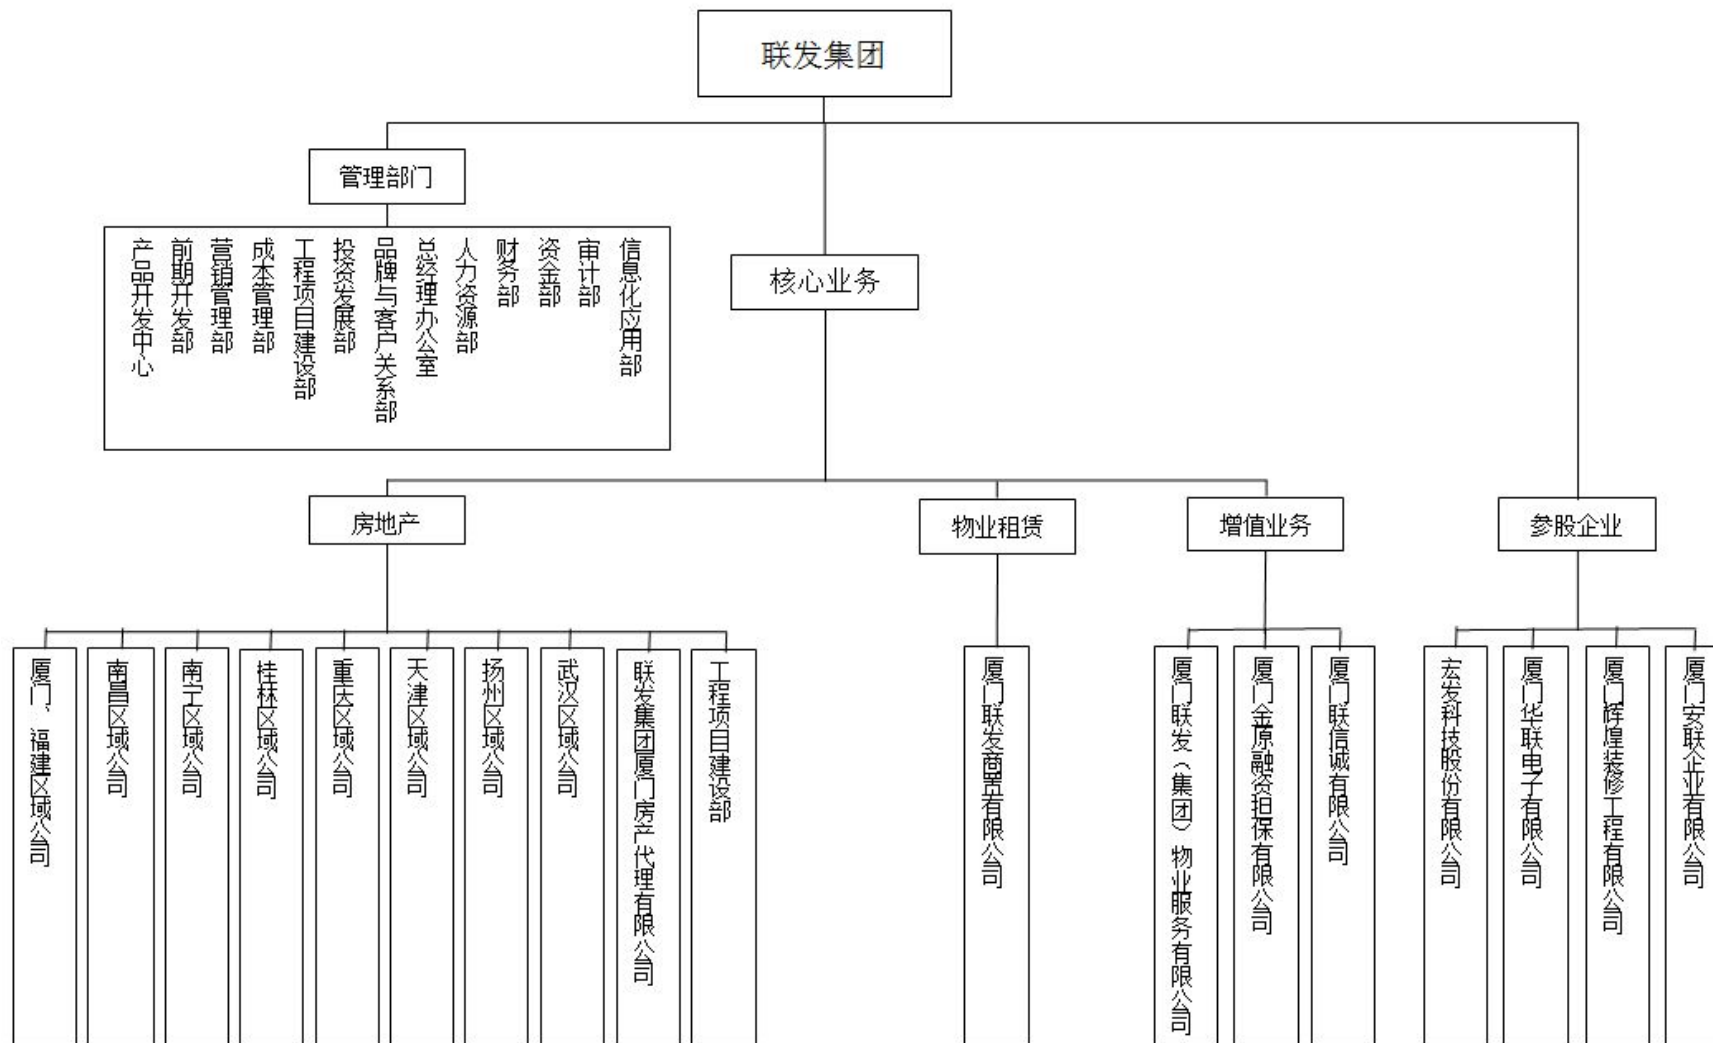 联发集团
管理部门
产品开发中心
前期开发部
营销管理部
成本管理部
工程项目建设部
投资发展部
品牌与客户关系部
总经理办公室
人力资源部
财务部
资金部
审计部
信息化应用部
核心业务
房地产
物业租赁
增值业务
参股企业
厦门、福建区域公司
南昌区域公司
南宁区域公司
桂林区域公司
重庆区域公司
天津区域公司
扬州区域公司
武汉区域公司
联发集团厦门房产代理有限公司
工程项目建设部
厦门联发商置有限公司
厦门联发（集团）物业服务有限公司
厦门金原融资担保有限公司
厦门联信诚有限公司
宏发科技股份有限公司
厦门华联电子有限公司
厦门辉煌装修工程有限公司
厦门安联企业有限公司